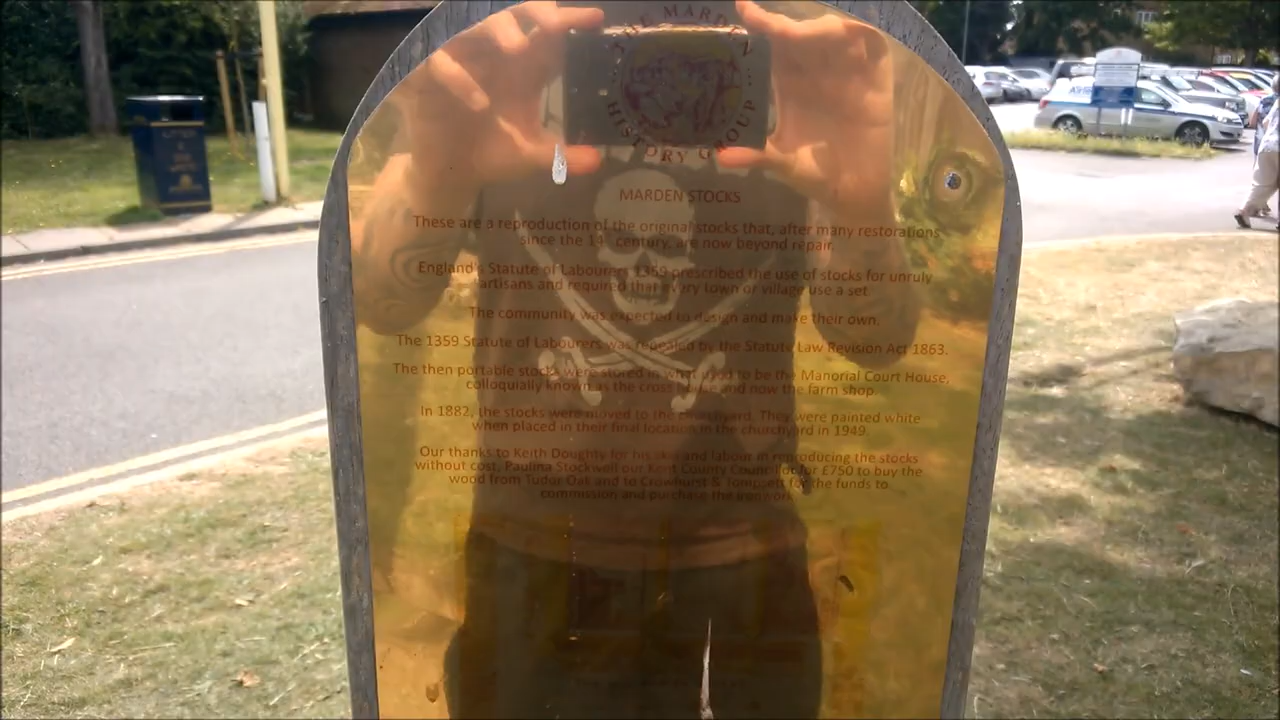 THE MARDEN
HISTORY GROUP
MARDEN STOCKS
These are a reproduction of the original stocks that, after many restorations
since the 14th century, are now beyond repair.
England's Statute of Labourers 1359 prescribed the use of stocks for unruly
artisans and required that every town or village use a set.
The community was expected to design and make their own.
The 1359 Statute of Labourers was repealed by the Statute Law Revision Act 1863.
The then portable stocks were stored in what used to be the Manorial Court House,
colloquially known as the cross house and now the farm shop.
In 1882, the stocks were moved to the churchyard. They were painted white
when placed in their final location in the churchyard in 1949.
Our thanks to Keith Doughty for his skill and labour in reproducing the stocks
without cost, Paulina Stockwell our Kent County Councillor for £750 to buy the
wood from Tudor Oak and to Crowhurst & Tompsett for the funds to
commission and purchase the ironwork.
LITTER